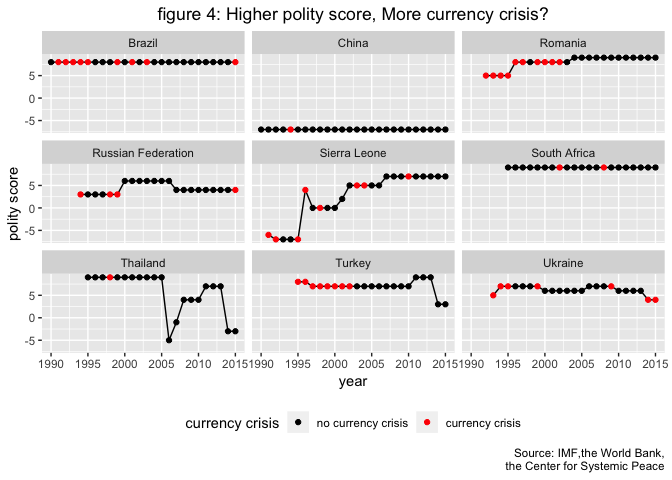 figure 4: Higher polity score, More currency crisis?
Brazil
China
Romania
5
0
-5
Russian Federation
Sierra Leone
South Africa
5
0
-5
Thailand
Turkey
Ukraine
5
0
-5
polity score
1990 1995 2000 2005 2010 2015 1990 1995 2000 2005 2010 2015 1990 1995 2000 2005 2010 2015
year
currency crisis no currency crisis currency crisis
Source: IMF,the World Bank,
the Center for Systemic Peace